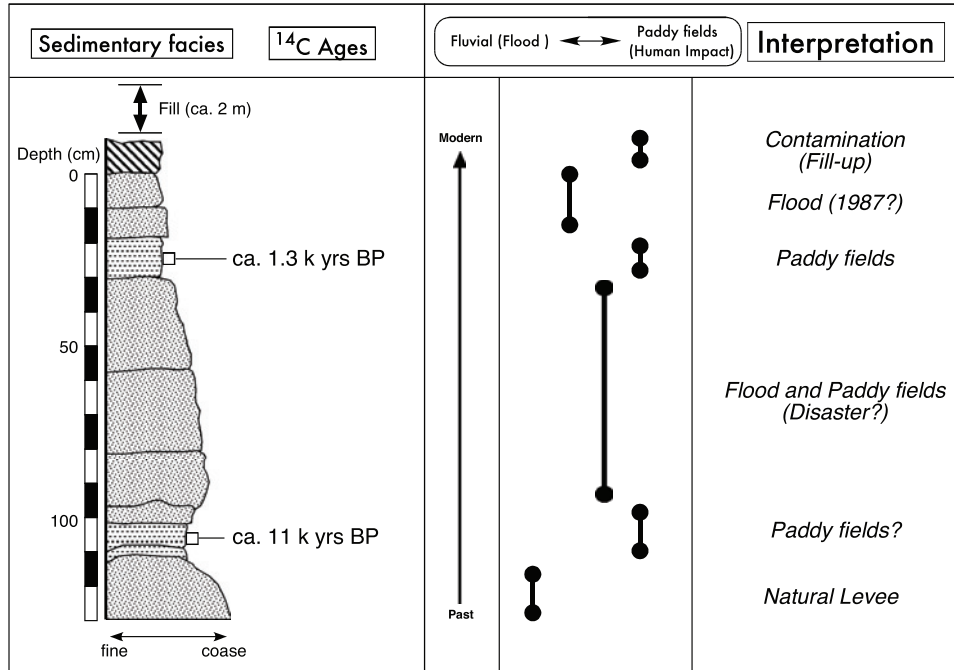 Sedimentary facies
14C Ages
Fluvial (Flood )
Paddy fields
(Human Impact)
Interpretation
Fill (ca. 2 m)
Depth (cm)
0
50
100
ca. 1.3 k yrs BP
ca. 11 k yrs BP
fine
coase
Modern
Past
Contamination
(Fill-up)
Flood (1987?)
Paddy fields
Flood and Paddy fields
(Disaster?)
Paddy fields?
Natural Levee